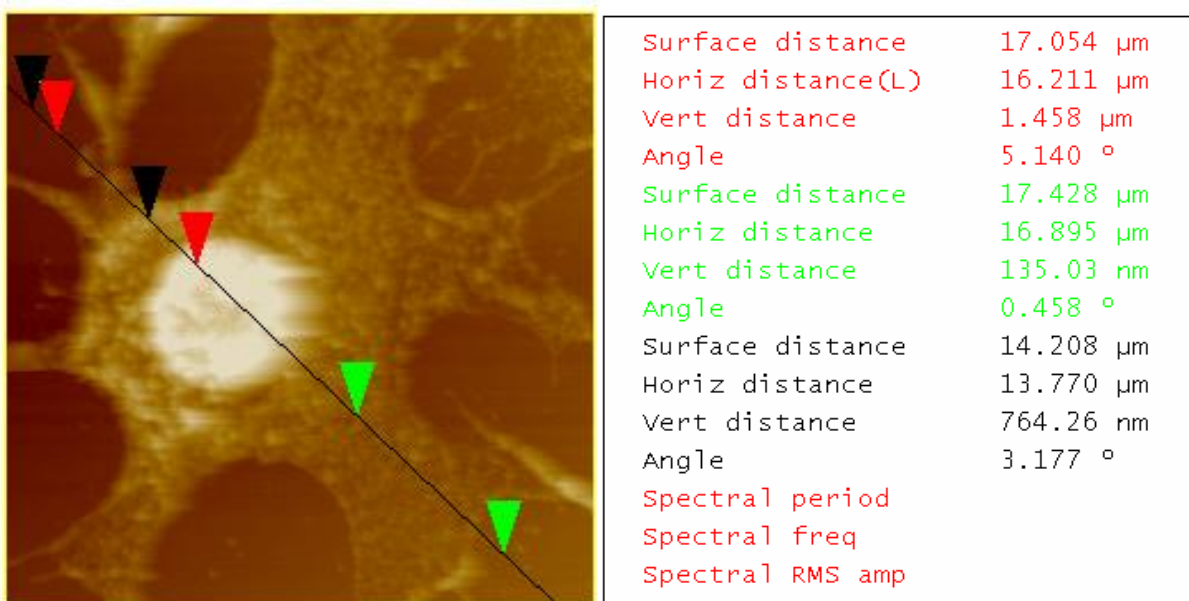 Surface distance 17.054 µm
Horiz distance(L) 16.211 µm
Vert distance 1.458 µm
Angle 5.140 º
Surface distance 17.428 µm
Horiz distance 16.895 µm
Vert distance 135.03 nm
Angle 0.458 º
Surface distance 14.208 µm
Horiz distance 13.770 µm
Vert distance 764.26 nm
Angle 3.177 º
Spectral period
Spectral freq
Spectral RMS amp